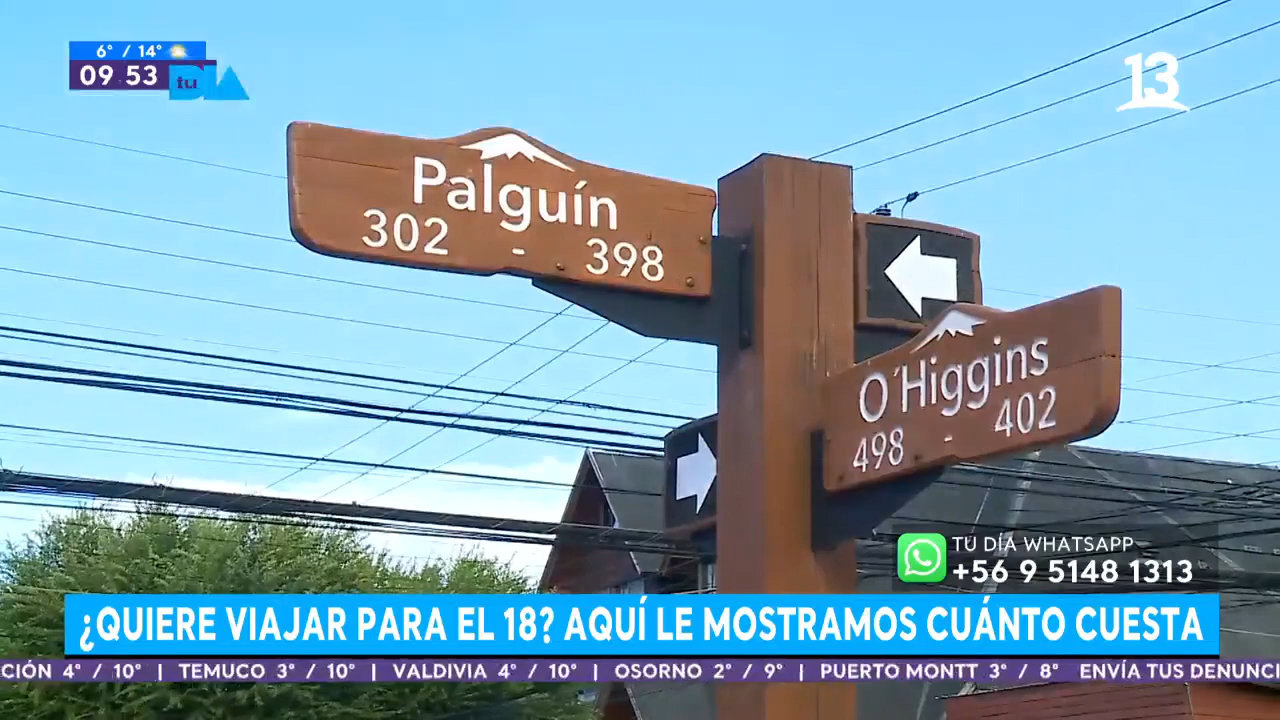 6° / 14°
09:53
tu DÍA
13
Palguín
302 - 398
O´Higgins
498 - 402
TU DÍA WHATSAPP
+56 9 5148 1313
¿QUIERE VIAJAR PARA EL 18? AQUÍ LE MOSTRAMOS CUÁNTO CUESTA
CIÓN 4° / 10° | TEMUCO 3° / 10° | VALDIVIA 4° / 10° | OSORNO 2° / 9° | PUERTO MONTT 3° / 8° ENVÍA TUS DENUNCI